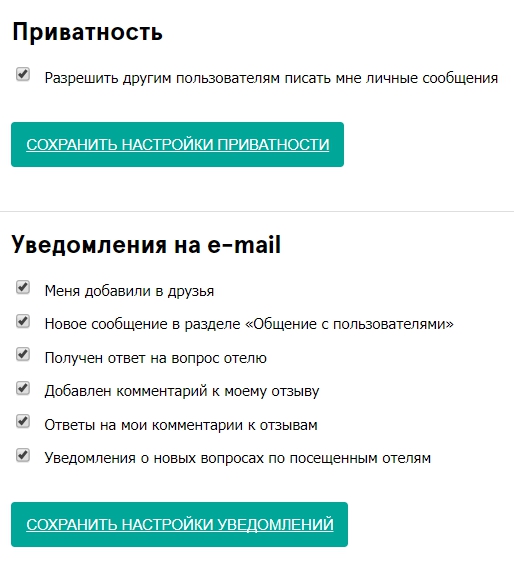 Приватность
Разрешить другим пользователям писать мне личные сообщения
СОХРАНИТЬ НАСТРОЙКИ ПРИВАТНОСТИ
Уведомления на e-mail
Меня добавили в друзья
Новое сообщение в разделе «Общение с пользователями»
Получен ответ на вопрос отелю
Добавлен комментарий к моему отзыву
Ответы на мои комментарии к отзывам
Уведомления о новых вопросах по посещенным отелям
СОХРАНИТЬ НАСТРОЙКИ УВЕДОМЛЕНИЙ